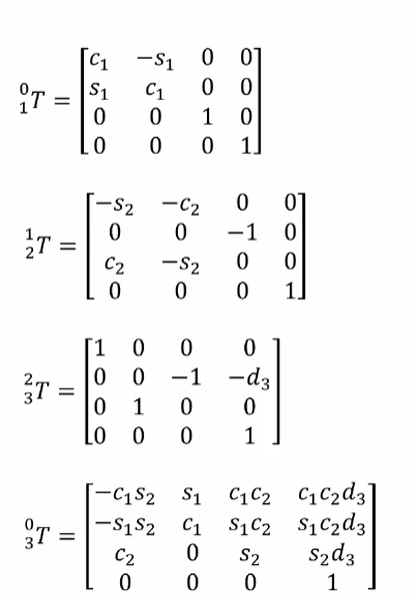 ⁰₁T = [c₁ −s₁ 0 0
s₁ c₁ 0 0
0 0 1 0
0 0 0 1]
¹₂T = [−s₂ −c₂ 0 0
0 0 −1 0
c₂ −s₂ 0 0
0 0 0 1]
²₃T = [1 0 0 0
0 0 −1 −d₃
0 1 0 0
0 0 0 1]
⁰₃T = [−c₁s₂ s₁ c₁c₂ c₁c₂d₃
−s₁s₂ c₁ s₁c₂ s₁c₂d₃
c₂ 0 s₂ s₂d₃
0 0 0 1]